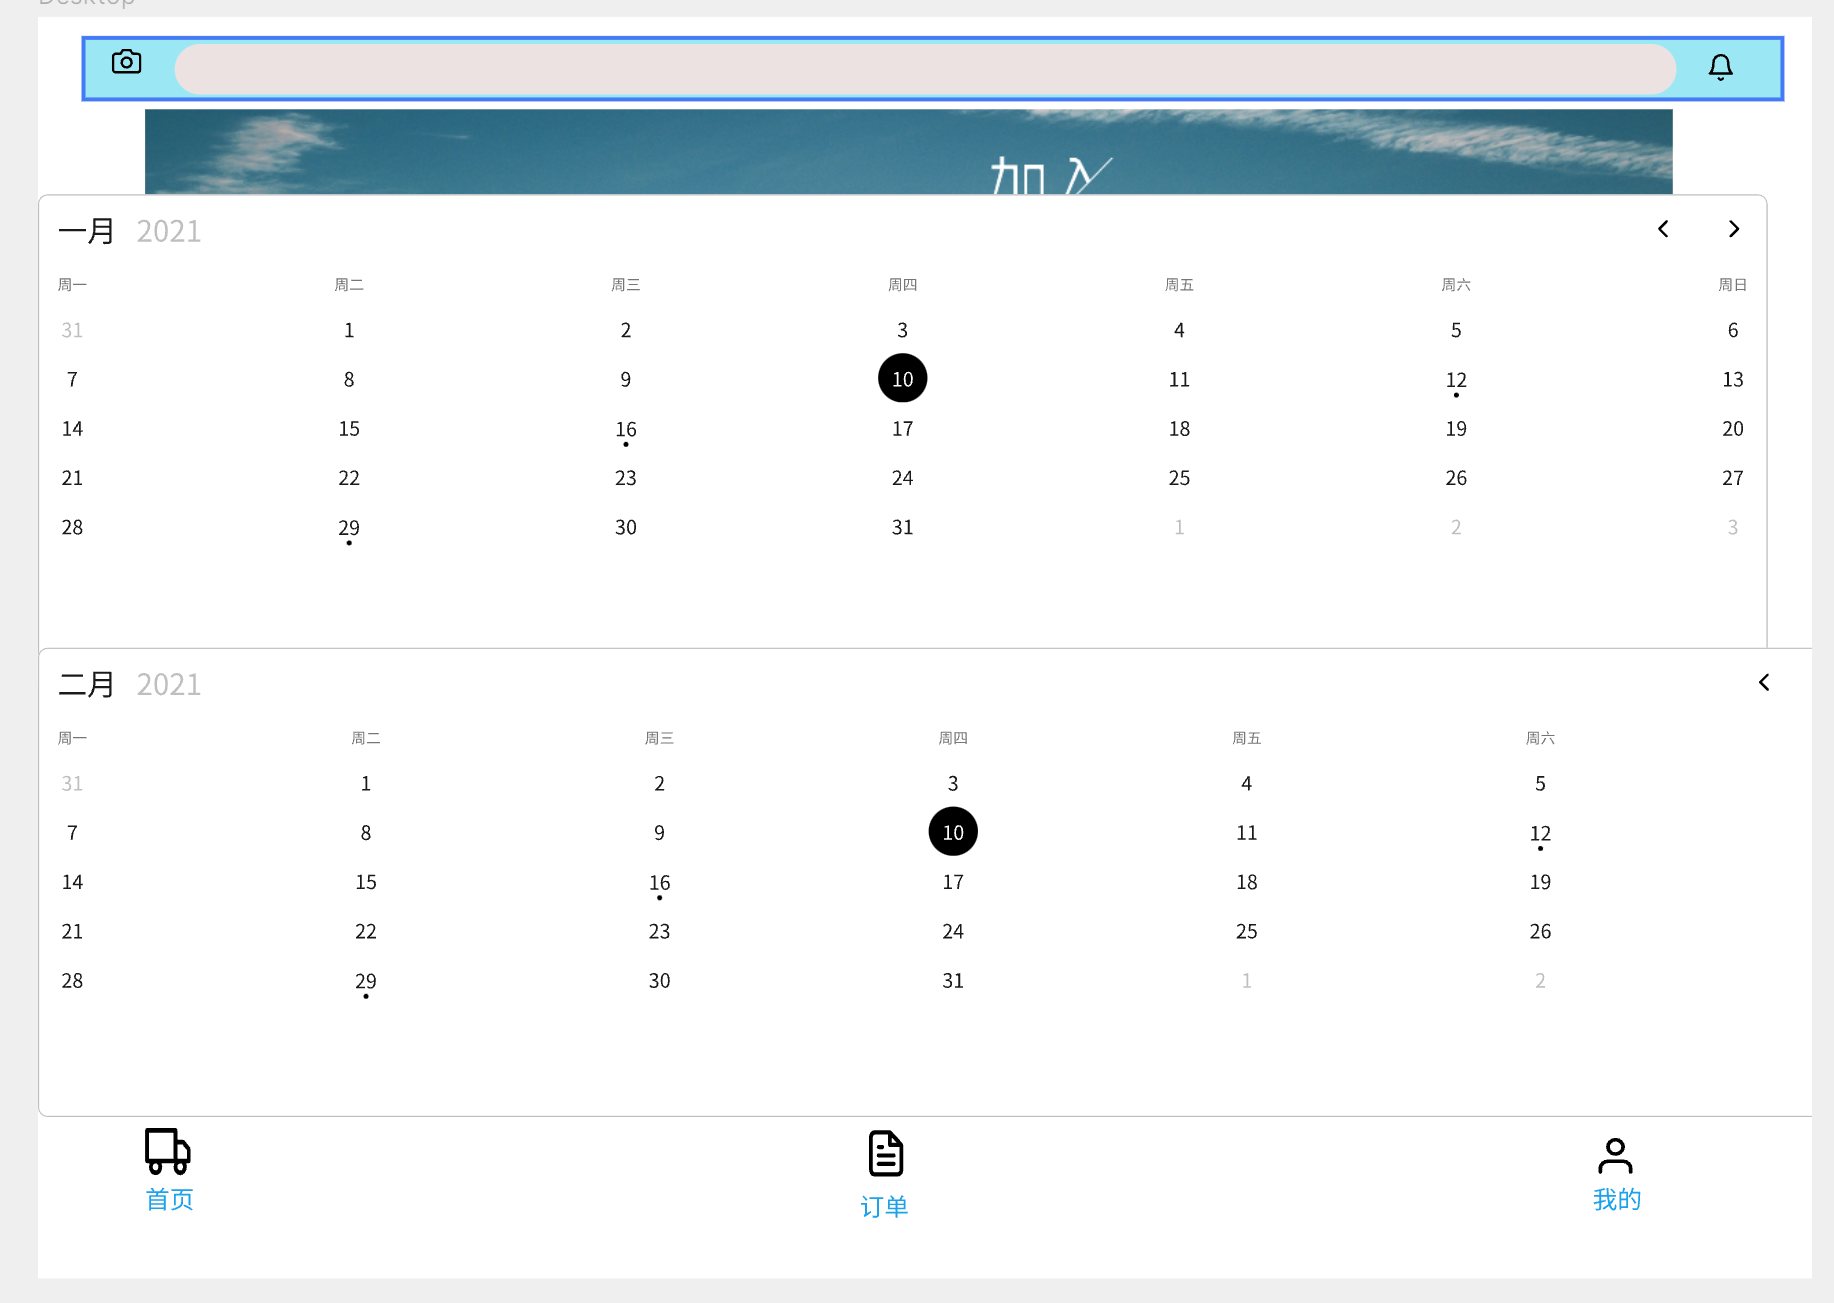 Desktop
加入
一月 2021
周一 周二 周三 周四 周五 周六 周日
31 1 2 3 4 5 6
7 8 9 10 11 12 13
14 15 16 17 18 19 20
21 22 23 24 25 26 27
28 29 30 31 1 2 3
二月 2021
周一 周二 周三 周四 周五 周六
31 1 2 3 4 5
7 8 9 10 11 12
14 15 16 17 18 19
21 22 23 24 25 26
28 29 30 31 1 2
首页 订单 我的